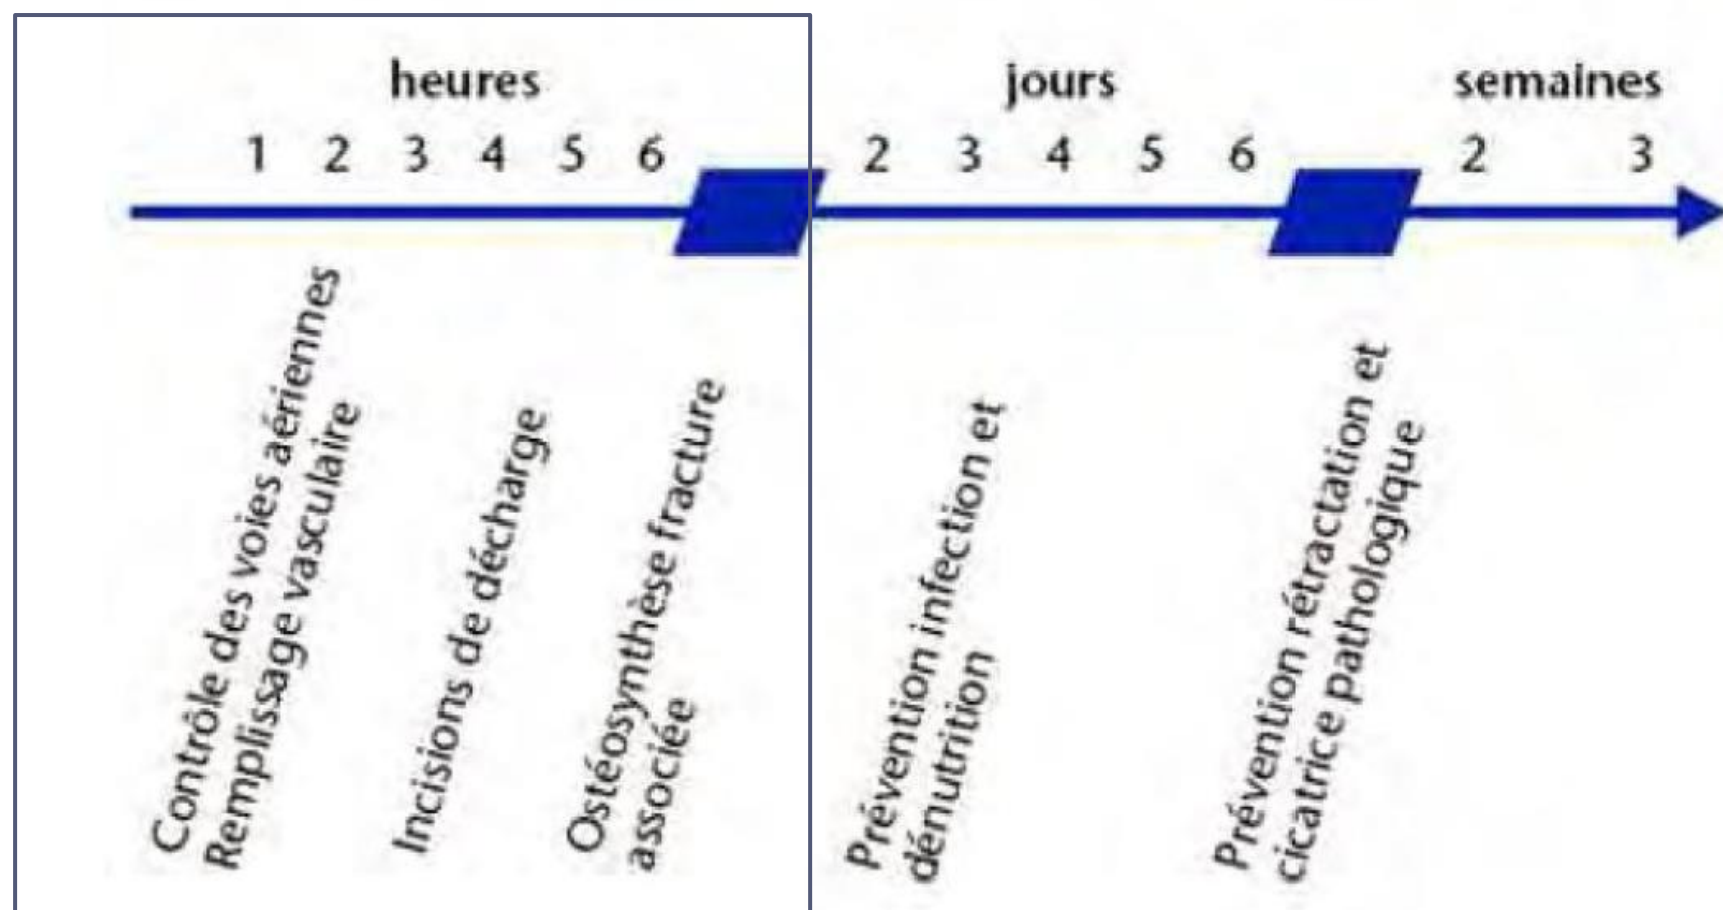 heures jours semaines
1 2 3 4 5 6 2 3 4 5 6 2 3
Contrôle des voies aériennes
Remplissage vasculaire
Incisions de décharge
Ostéosynthèse fracture
associée
Prévention infection et
dénutrition
Prévention rétractation et
cicatrice pathologique